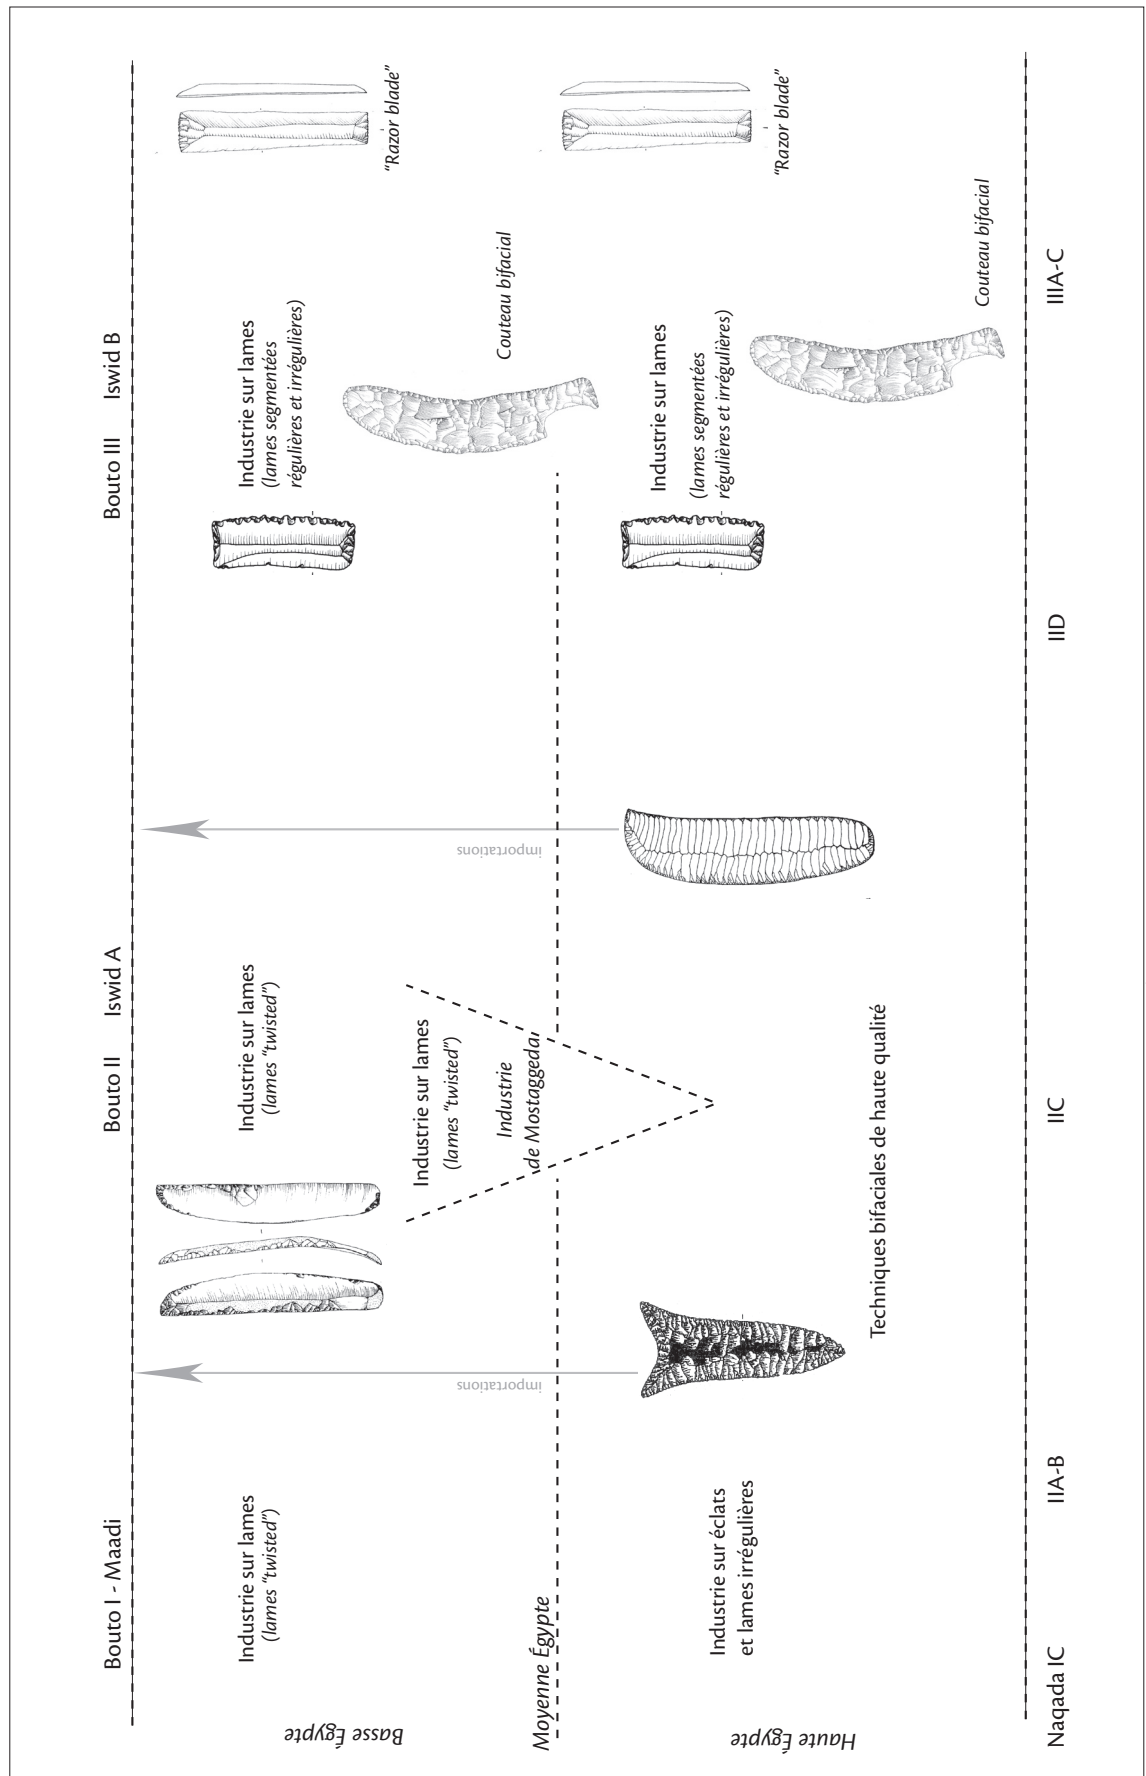 Bouto I - Maadi
Bouto II
Iswid A
Bouto III
Iswid B
Basse Égypte
Industrie sur lames
(lames “twisted”)
Industrie sur lames
(lames “twisted”)
Industrie sur lames
(lames segmentées
régulières et irrégulières)
“Razor blade”
Couteau bifacial
importations
importations
Industrie sur lames
(lames “twisted”)
Industrie
de Mostaggeda
Moyenne Égypte
Haute Égypte
Industrie sur éclats
et lames irrégulières
Techniques bifaciales de haute qualité
Industrie sur lames
(lames segmentées
régulières et irrégulières)
“Razor blade”
Couteau bifacial
Naqada IC
IIA-B
IIC
IID
IIIA-C